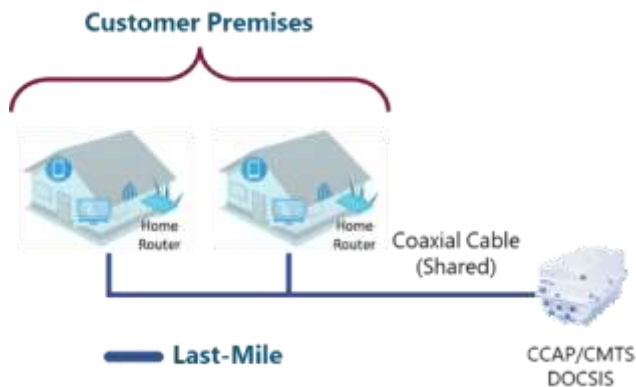 Customer Premises
Home
Router
Home
Router
Coaxial Cable
(Shared)
Last-Mile
CCAP/CMTS
DOCSIS